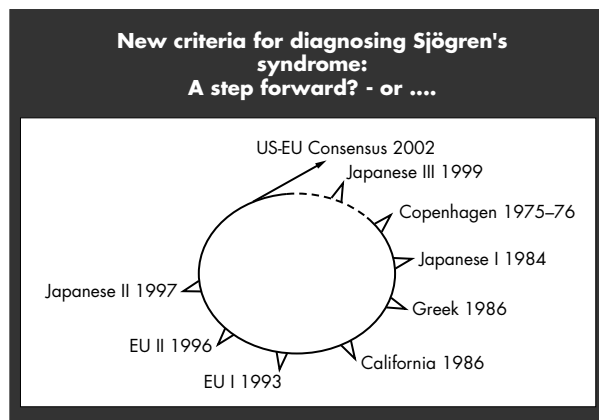 New criteria for diagnosing Sjögren's
syndrome:
A step forward? - or ....
US-EU Consensus 2002
Japanese III 1999
Copenhagen 1975–76
Japanese I 1984
Greek 1986
California 1986
EU I 1993
EU II 1996
Japanese II 1997